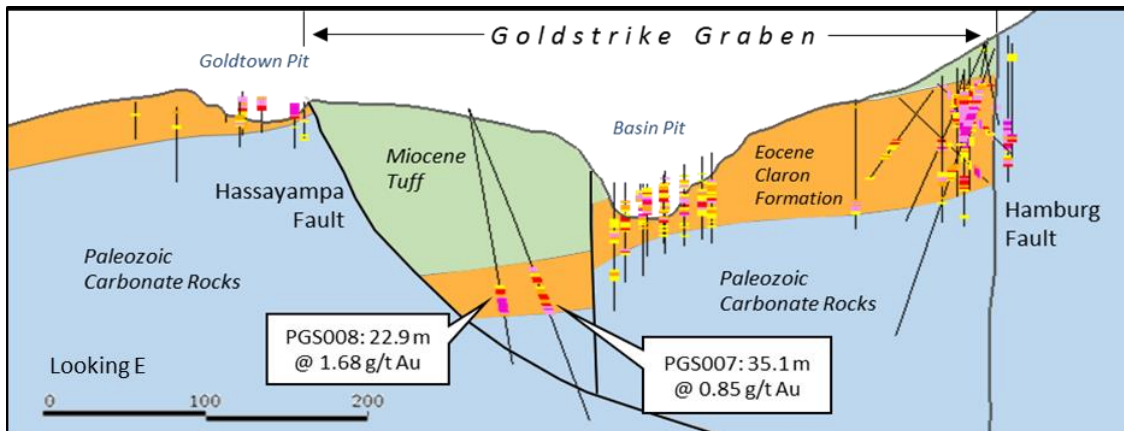 Goldstrike Graben
Goldtown Pit
Basin Pit
Miocene
Tuff
Eocene
Claron
Formation
Hassayampa
Fault
Hamburg
Fault
Paleozoic
Carbonate Rocks
Paleozoic
Carbonate Rocks
PGS008: 22.9 m
@ 1.68 g/t Au
PGS007: 35.1 m
@ 0.85 g/t Au
Looking E
0 100 200